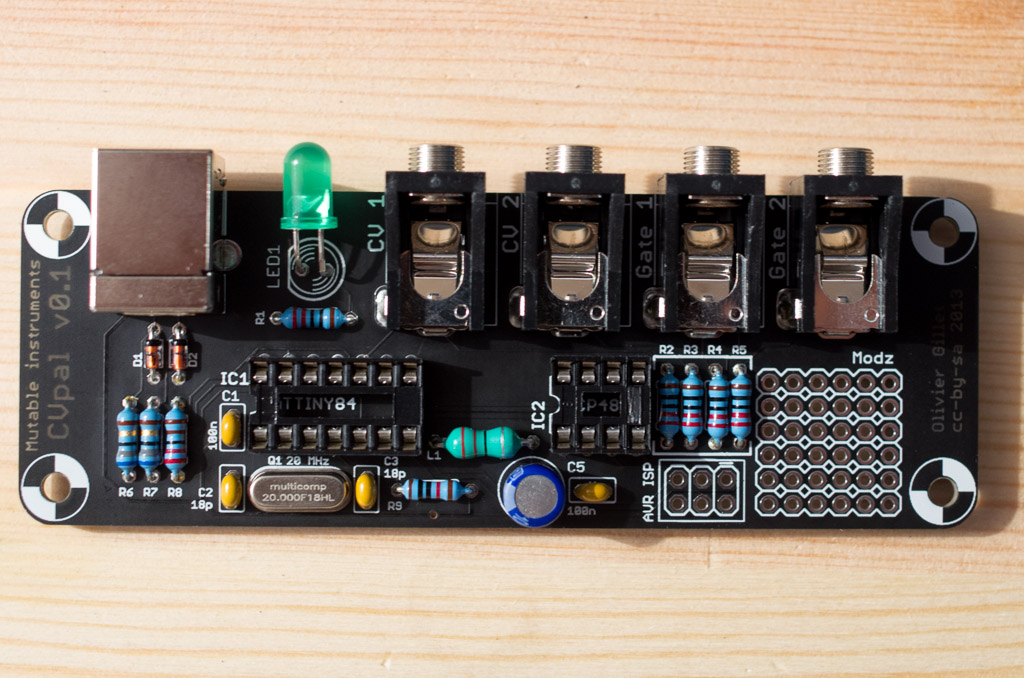 Mutable instruments
CVpal v0.1
LED1
CV 1
CV 2
Gate 1
Gate 2
R1
D1
D2
IC1
TTINY84
C1
100n
IC2
P48
R2 R3 R4 R5
Modz
L1
R6 R7 R8
C2
18p
Q1 20 MHz
multicomp
20.000F18HL
C3
18p
R9
C5
100n
AVR ISP
Olivier Gillet
cc-by-sa 2013